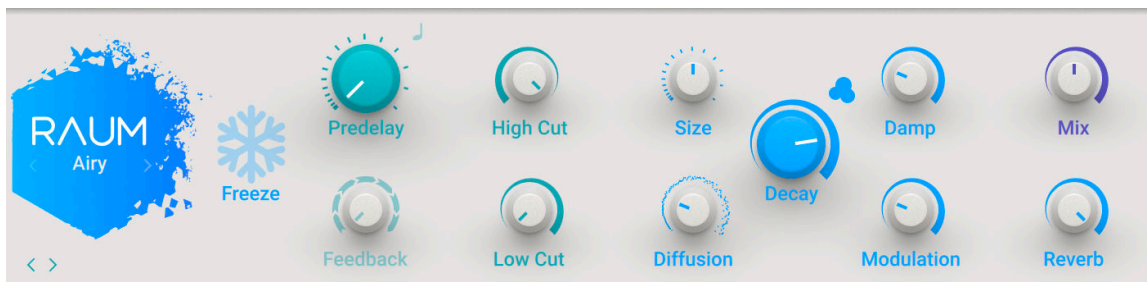 RAUM
Airy
Freeze
Predelay
High Cut
Size
Damp
Mix
Decay
Feedback
Low Cut
Diffusion
Modulation
Reverb